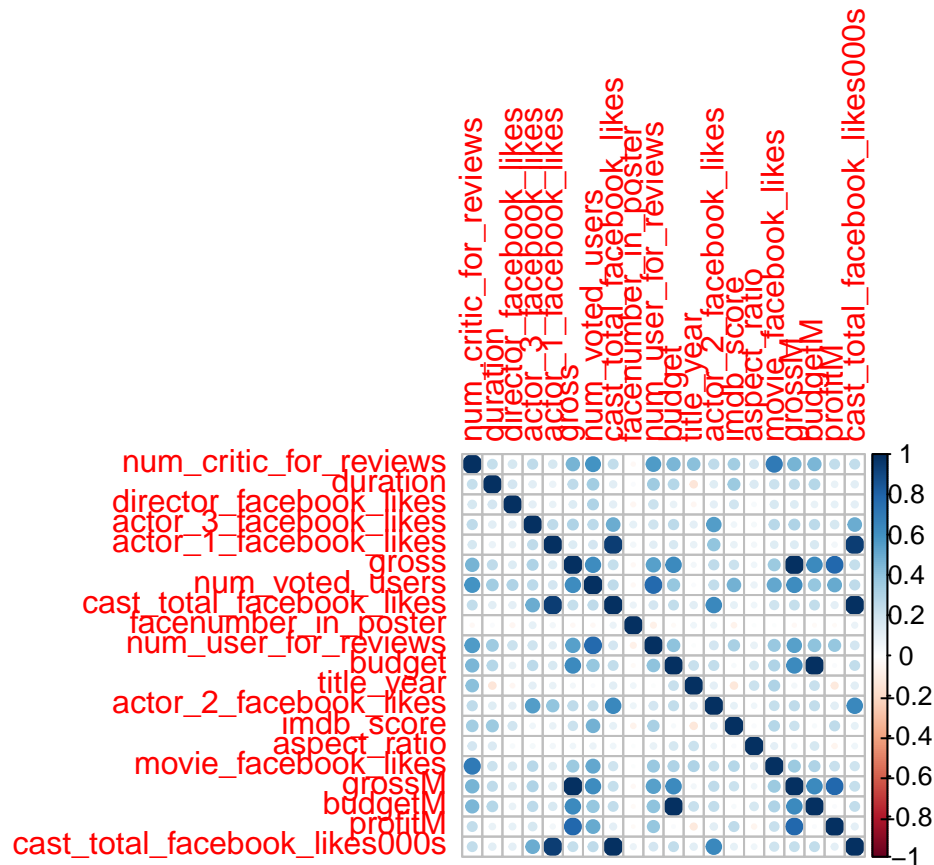 num_critic_for_reviews
duration
director_facebook_likes
actor_3_facebook_likes
actor_1_facebook_likes
gross
num_voted_users
cast_total_facebook_likes
facenumber_in_poster
num_user_for_reviews
budget
title_year
actor_2_facebook_likes
imdb_score
aspect_ratio
movie_facebook_likes
grossM
budgetM
profitM
cast_total_facebook_likes000s
num_critic_for_reviews
duration
director_facebook_likes
actor_3_facebook_likes
actor_1_facebook_likes
gross
num_voted_users
cast_total_facebook_likes
facenumber_in_poster
num_user_for_reviews
budget
title_year
actor_2_facebook_likes
imdb_score
aspect_ratio
movie_facebook_likes
grossM
budgetM
profitM
cast_total_facebook_likes000s
1
0.8
0.6
0.4
0.2
0
−0.2
−0.4
−0.6
−0.8
−1